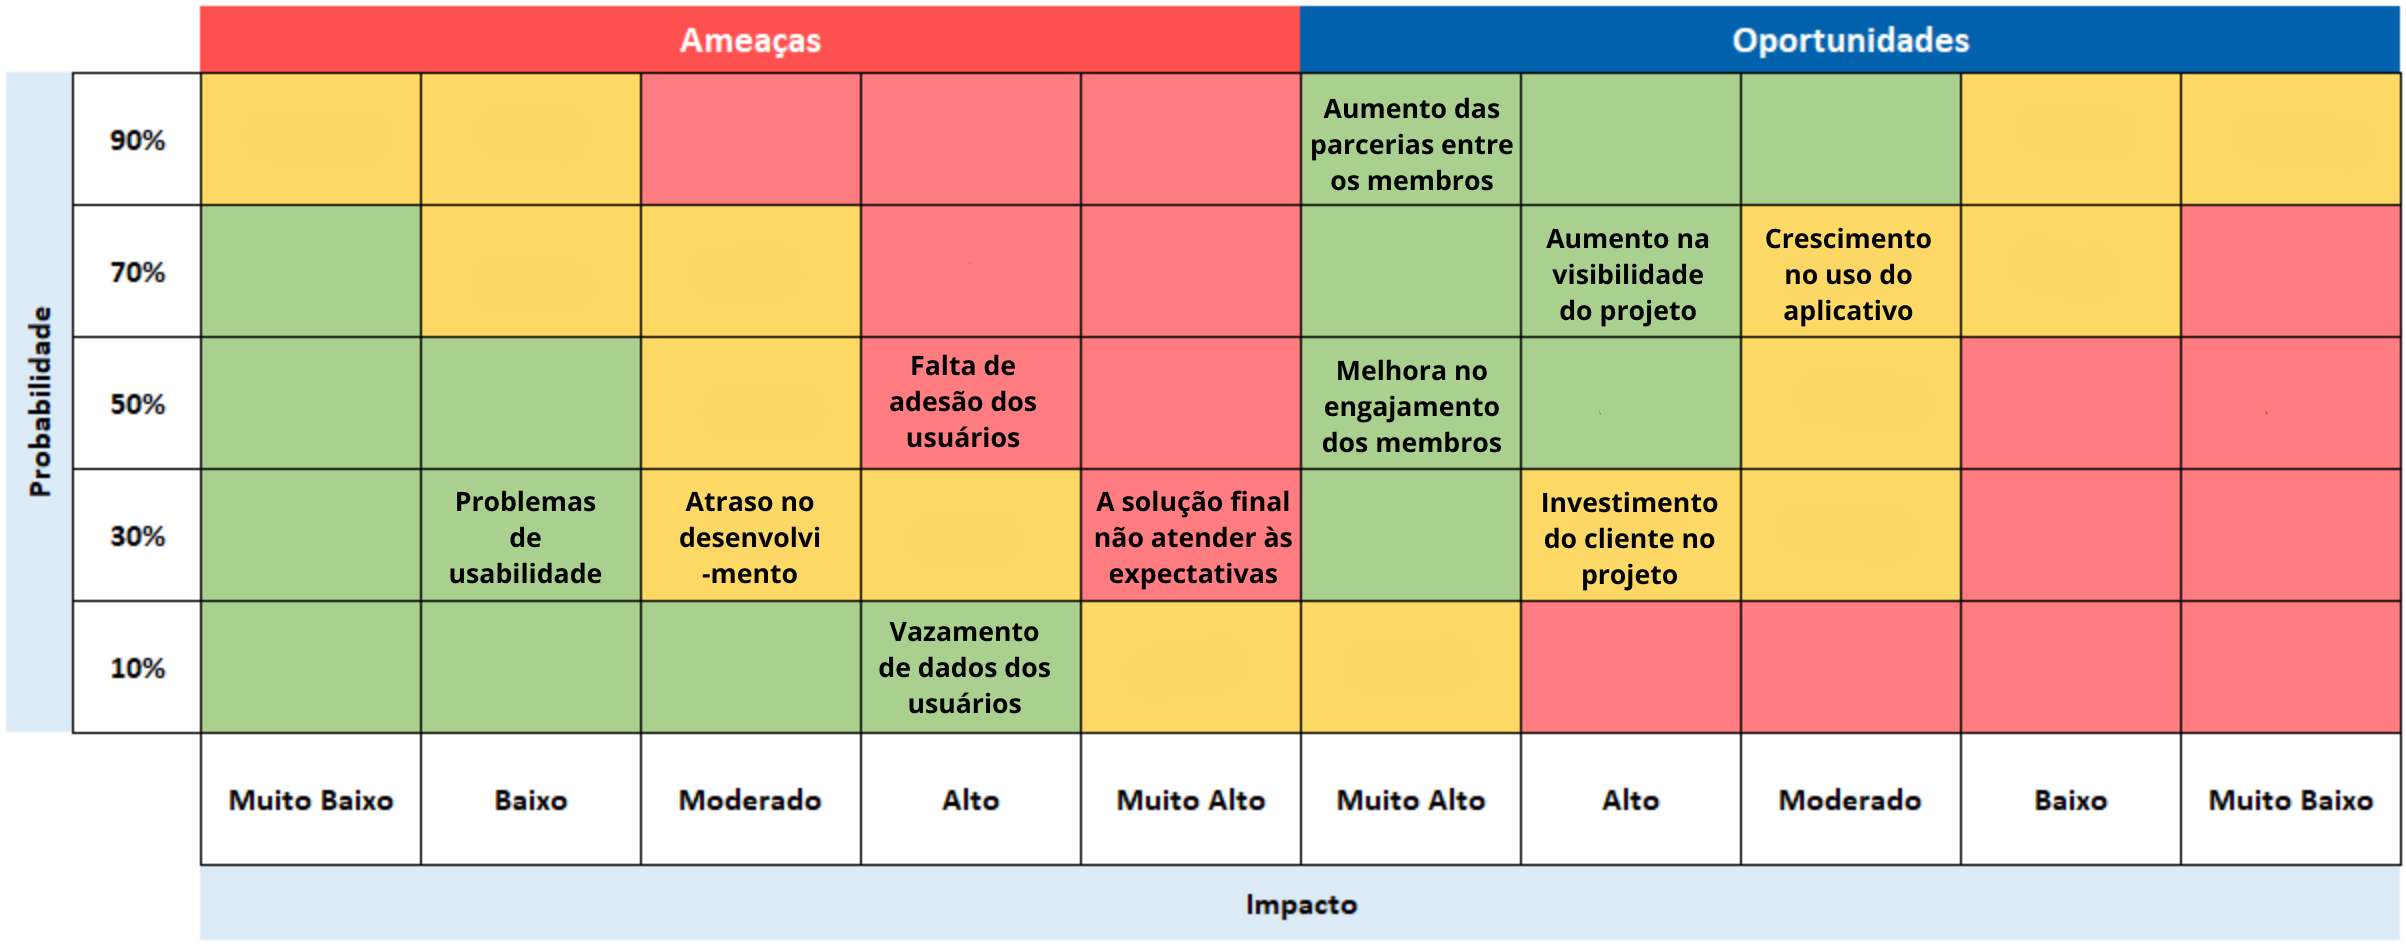 Ameaças
Oportunidades
Probabilidade
90%
Aumento das
parcerias entre
os membros
70%
Aumento na
visibilidade
do projeto
Crescimento
no uso do
aplicativo
50%
Falta de
adesão dos
usuários
Melhora no
engajamento
dos membros
30%
Problemas
de
usabilidade
Atraso no
desenvolvi
-mento
A solução final
não atender às
expectativas
Investimento
do cliente no
projeto
10%
Vazamento
de dados dos
usuários
Muito Baixo
Baixo
Moderado
Alto
Muito Alto
Muito Alto
Alto
Moderado
Baixo
Muito Baixo
Impacto